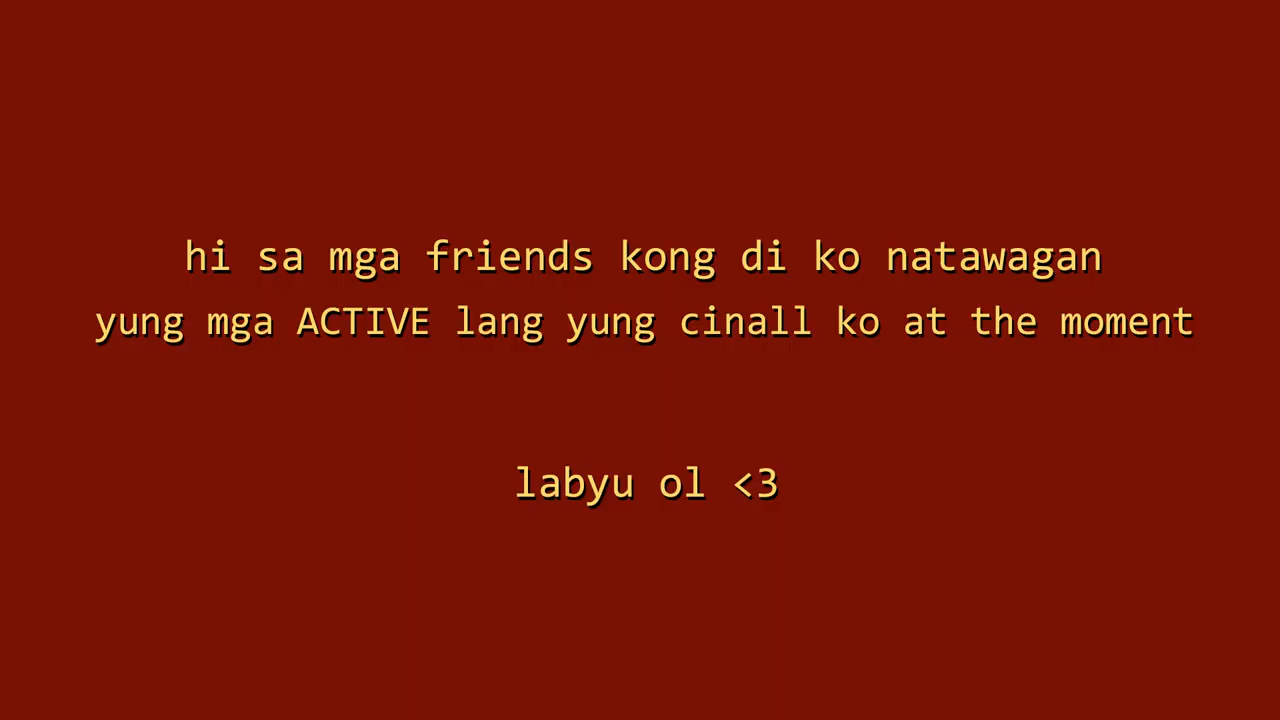 hi sa mga friends kong di ko natawagan
yung mga ACTIVE lang yung cinall ko at the moment
labyu ol <3